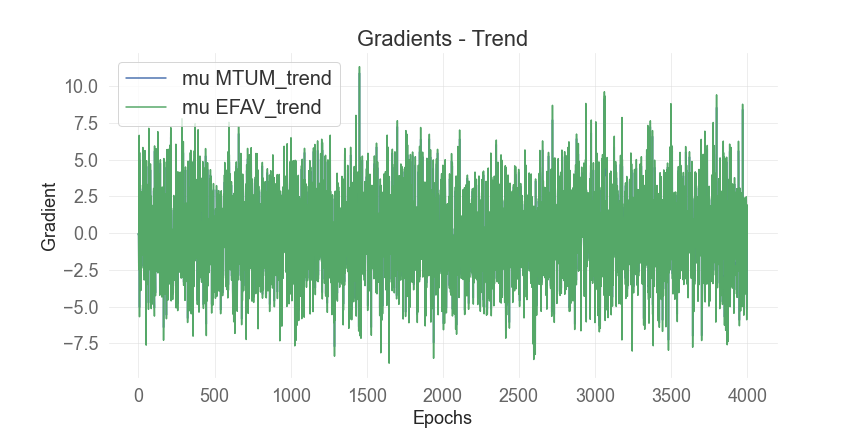 Gradients - Trend
mu MTUM_trend
mu EFAV_trend
10.0
7.5
5.0
2.5
0.0
−2.5
−5.0
−7.5
Gradient
0 500 1000 1500 2000 2500 3000 3500 4000
Epochs